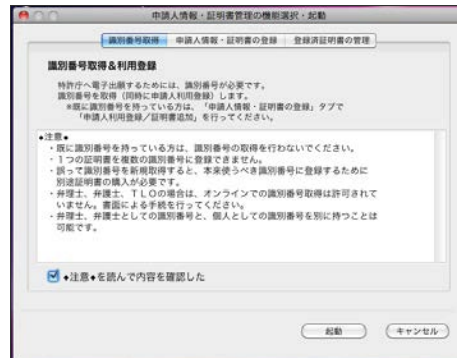 申請人情報・証明書管理の機能選択・起動
識別番号取得 申請人情報・証明書の登録 登録済証明書の管理
識別番号取得&利用登録
特許庁へ電子出願するためには、識別番号が必要です。
識別番号を取得（同時に申請人利用登録）します。
*既に識別番号を持っている方は、「申請人情報・証明書の登録」タブで
「申請人利用登録／証明書追加」を行ってください。
◆注意◆
・既に識別番号を持っている方は、識別番号の取得を行わないでください。
・1つの証明書を複数の識別番号に登録できません。
・誤って識別番号を新規取得すると、本来使うべき識別番号に登録するために
別途証明書の購入が必要です。
・弁理士、弁護士、TLOの場合は、オンラインでの識別番号取得は許可されて
いません。書面による手続を行ってください。
・弁理士、弁護士としての識別番号と、個人としての識別番号を別に持つことは
可能です。
◆注意◆を読んで内容を確認した
起動 キャンセル